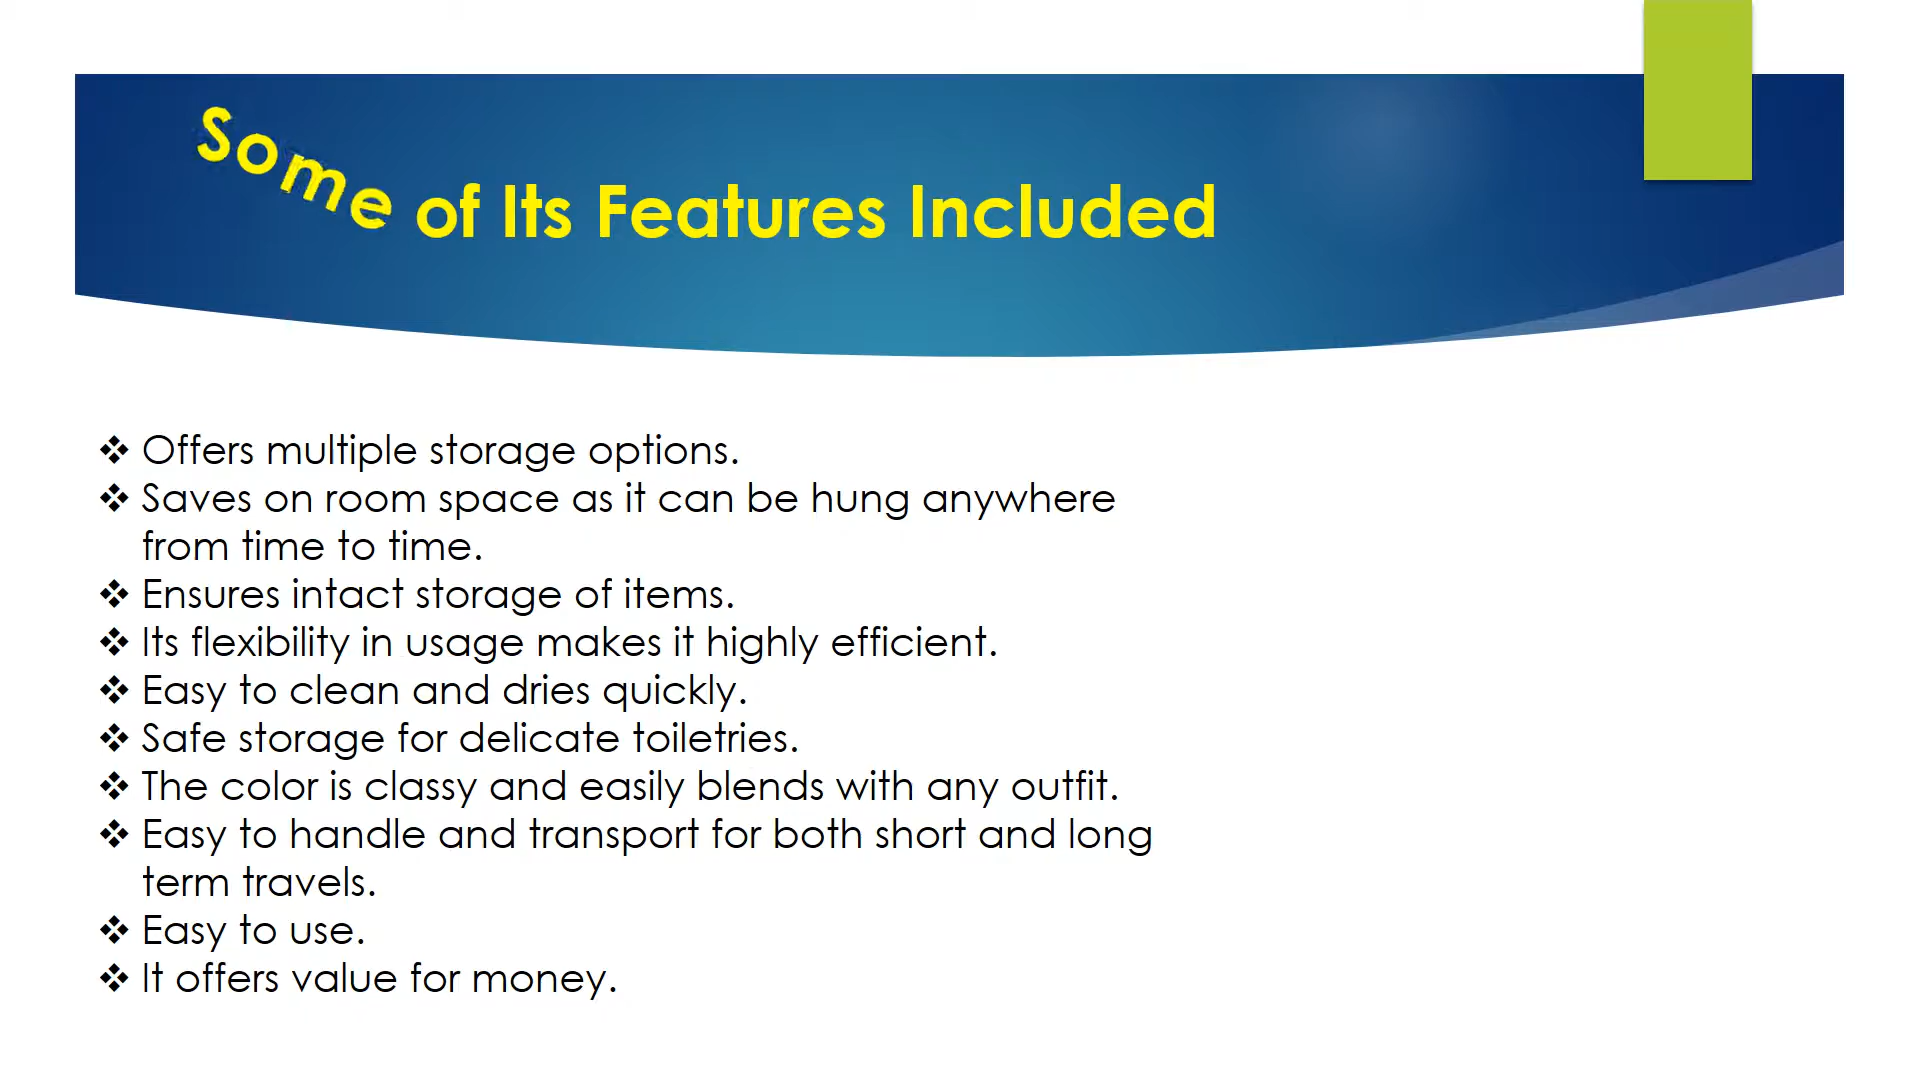 Some of Its Features Included
❖ Offers multiple storage options.
❖ Saves on room space as it can be hung anywhere
from time to time.
❖ Ensures intact storage of items.
❖ Its flexibility in usage makes it highly efficient.
❖ Easy to clean and dries quickly.
❖ Safe storage for delicate toiletries.
❖ The color is classy and easily blends with any outfit.
❖ Easy to handle and transport for both short and long
term travels.
❖ Easy to use.
❖ It offers value for money.